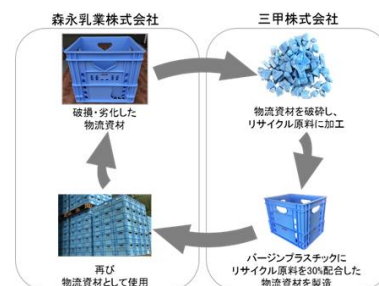 森永乳業株式会社
三甲株式会社
破損・劣化した
物流資材
物流資材を破砕し、
リサイクル原料に加工
バージンプラスチックに
リサイクル原料を30%配合した
物流資材を製造
再び
物流資材として使用